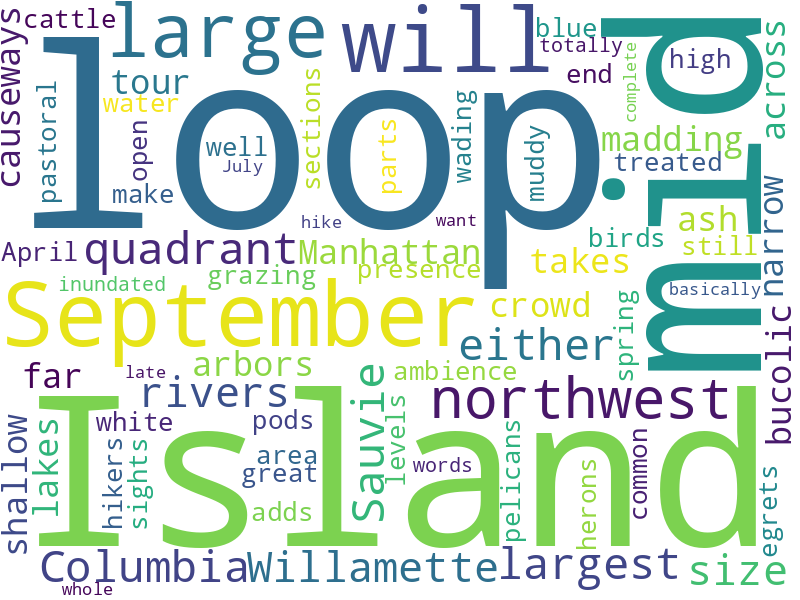 cattle
large
will
blue
totally
complete
mid
across
causeways
loop
tour
end
high
pastoral
water
open
well
July
sections
parts
wading
muddy
madding
treated
make
narrow
hike
want
ash
April
quadrant
Manhattan
birds
still
inundated
grazing
presence
takes
basically
September
crowd
spring
either
bucolic
far
late
arbors
ambience
rivers
Sauvie
northwest
shallow
lakes
white
pods
levels
Island
hikers
sights
area
great
words
pelicans
herons
common
egrets
adds
Columbia
Willamette
largest
size
whole